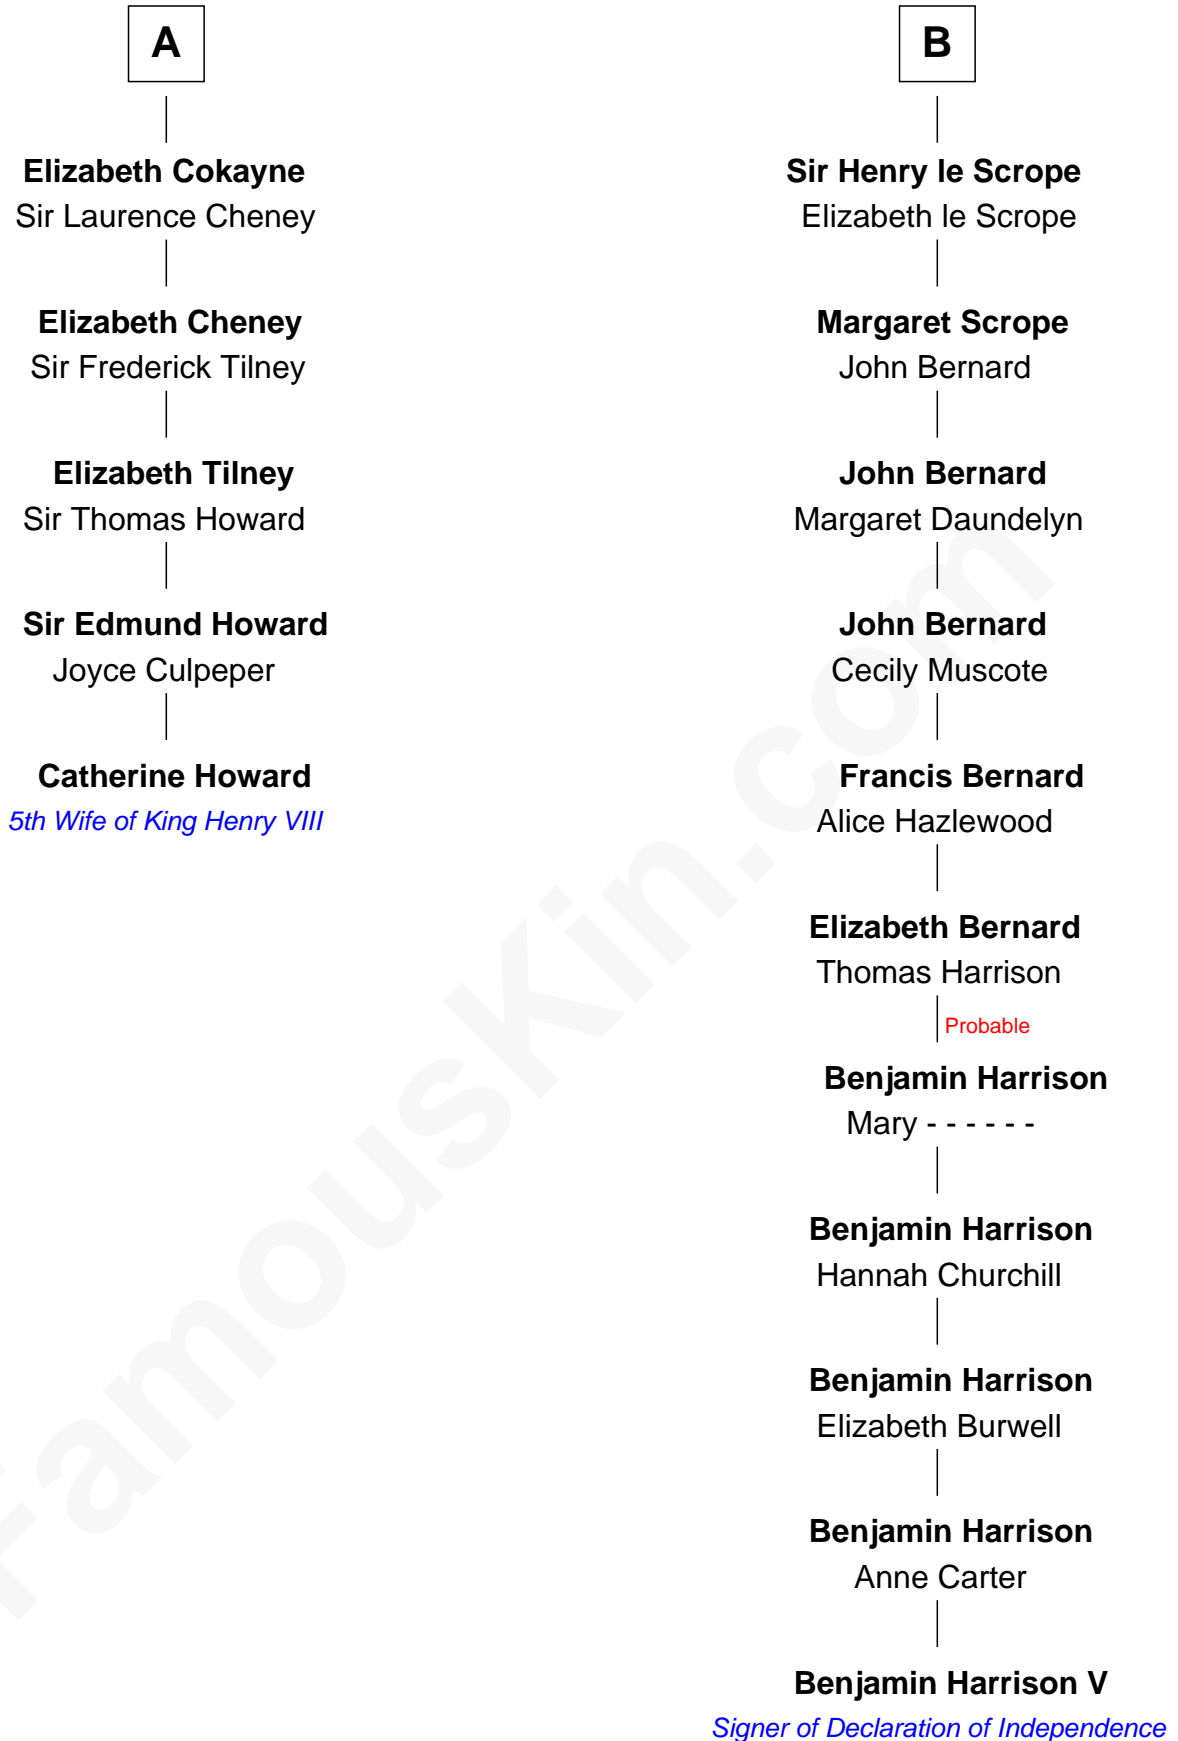 A
Elizabeth Cokayne
Sir Laurence Cheney
Elizabeth Cheney
Sir Frederick Tilney
Elizabeth Tilney
Sir Thomas Howard
Sir Edmund Howard
Joyce Culpeper
Catherine Howard
5th Wife of King Henry VIII
B
Sir Henry le Scrope
Elizabeth le Scrope
Margaret Scrope
John Bernard
John Bernard
Margaret Daundelyn
John Bernard
Cecily Muscote
Francis Bernard
Alice Hazlewood
Elizabeth Bernard
Thomas Harrison
Probable
Benjamin Harrison
Mary - - - - - -
Benjamin Harrison
Hannah Churchill
Benjamin Harrison
Elizabeth Burwell
Benjamin Harrison
Anne Carter
Benjamin Harrison V
Signer of Declaration of Independence
FamousKin.com